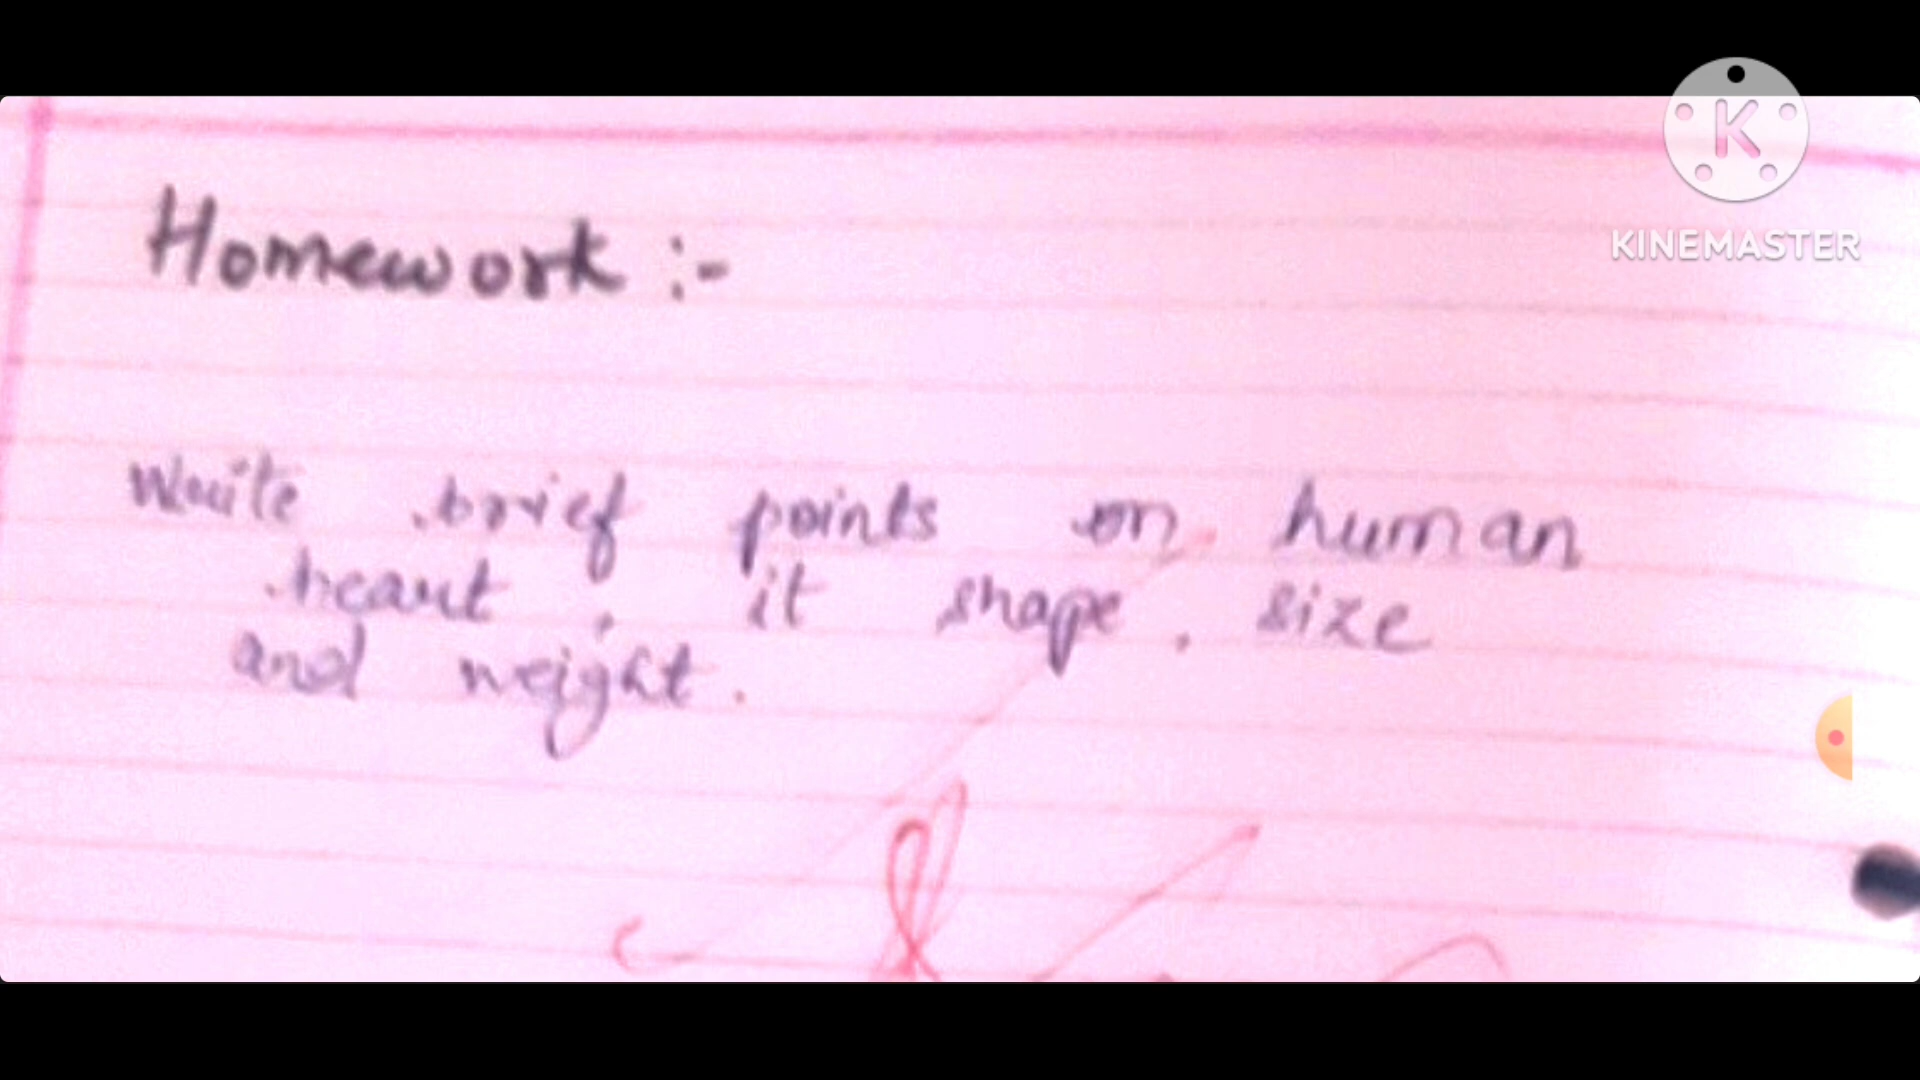 Homework :-
Write brief points on human
heart, it shape, size
and weight.
KINEMASTER